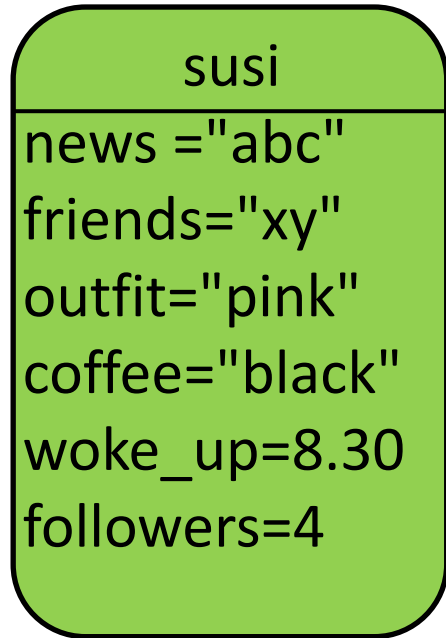 susi
news ="abc"
friends="xy"
outfit="pink"
coffee="black"
woke_up=8.30
followers=4